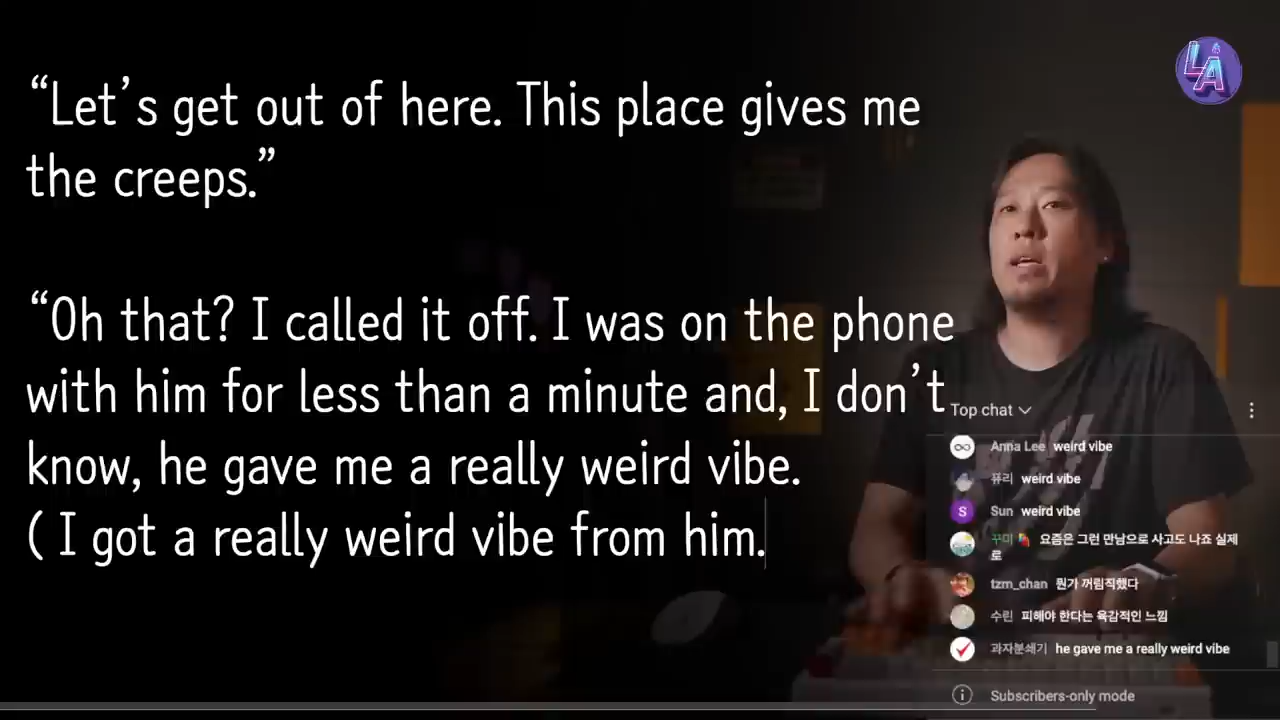 LA
“Let’s get out of here. This place gives me
the creeps.”
“Oh that? I called it off. I was on the phone
with him for less than a minute and, I don’t
know, he gave me a really weird vibe.
( I got a really weird vibe from him.
Top chat
Anna Lee weird vibe
퓨리 weird vibe
S Sun weird vibe
꾸미 요즘은 그런 만남으로 사고도 나죠 실제
로
tzm_chan 뭔가 꺼림직했다
수린 피해야 한다는 육감적인 느낌
과자분쇄기 he gave me a really weird vibe
Subscribers-only mode